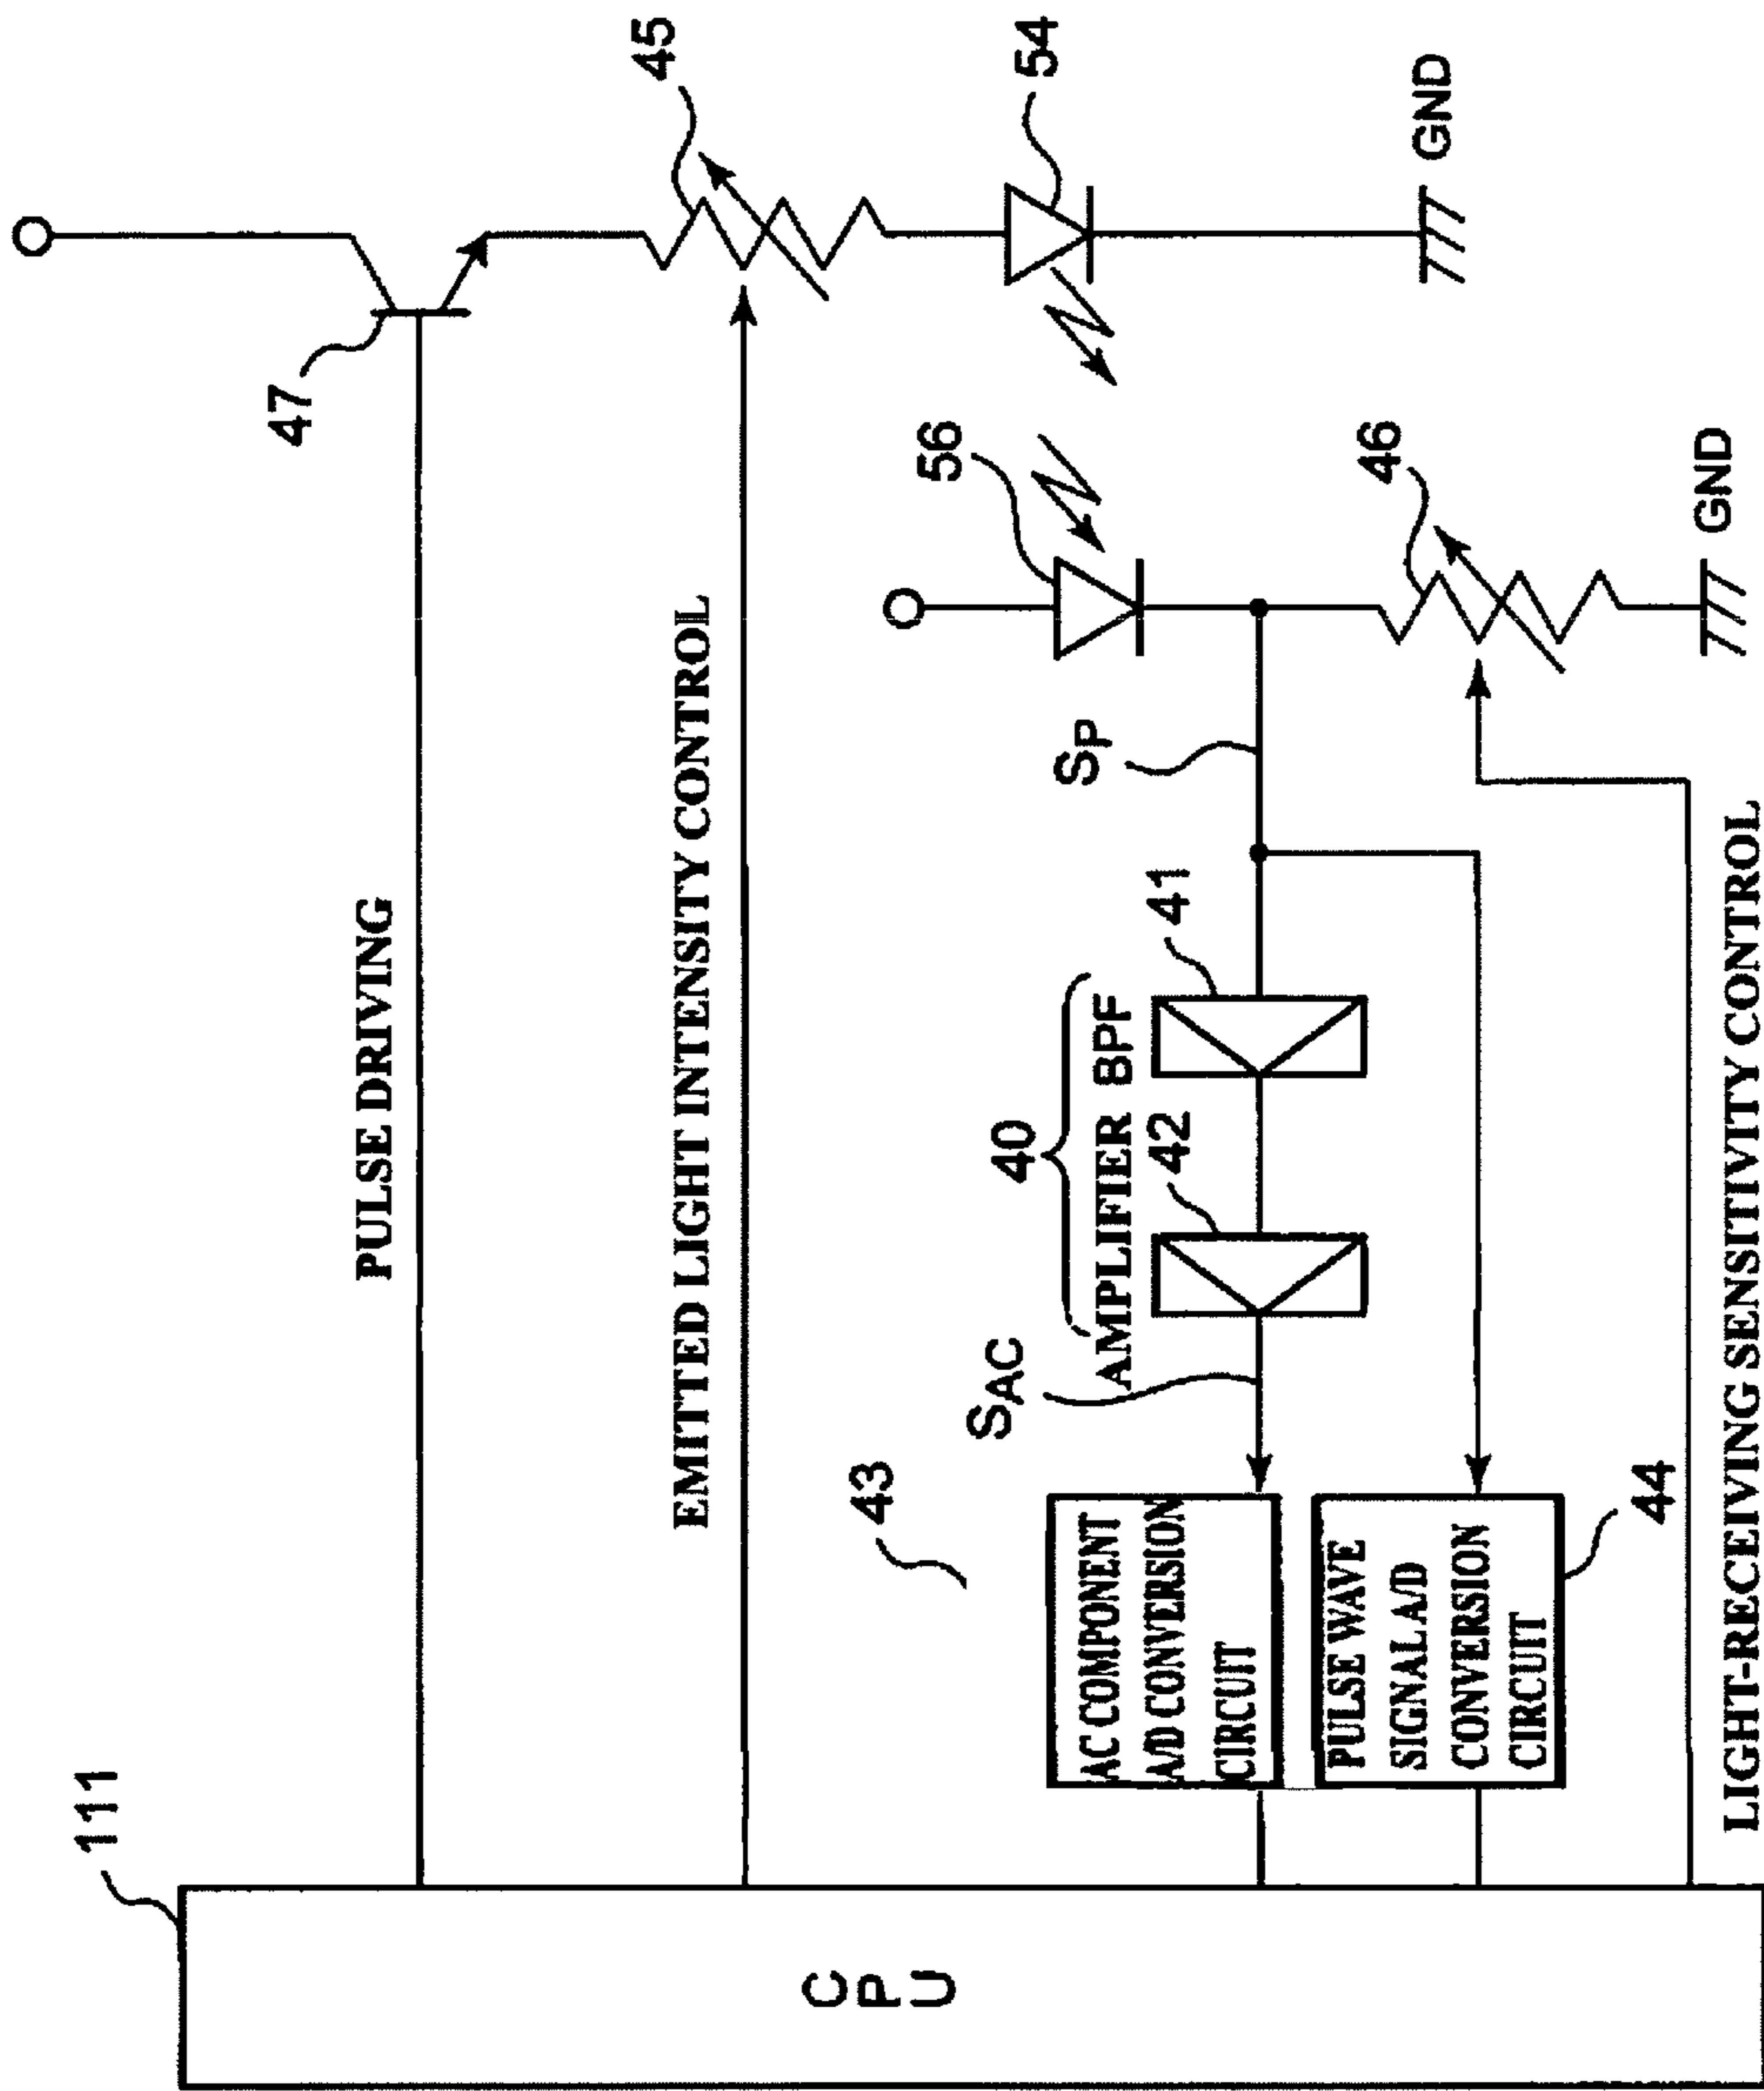 111
CPU
PULSE DRIVING
47
EMITTED LIGHT INTENSITY CONTROL
45
54
GND
43
AC COMPONENT
A/D CONVERSION
CIRCUIT
PULSE WAVE
SIGNAL A/D
CONVERSION
CIRCUIT
44
SAC
40
AMPLIFIER BPF
42
41
SP
56
46
GND
LIGHT-RECEIVING SENSITIVITY CONTROL